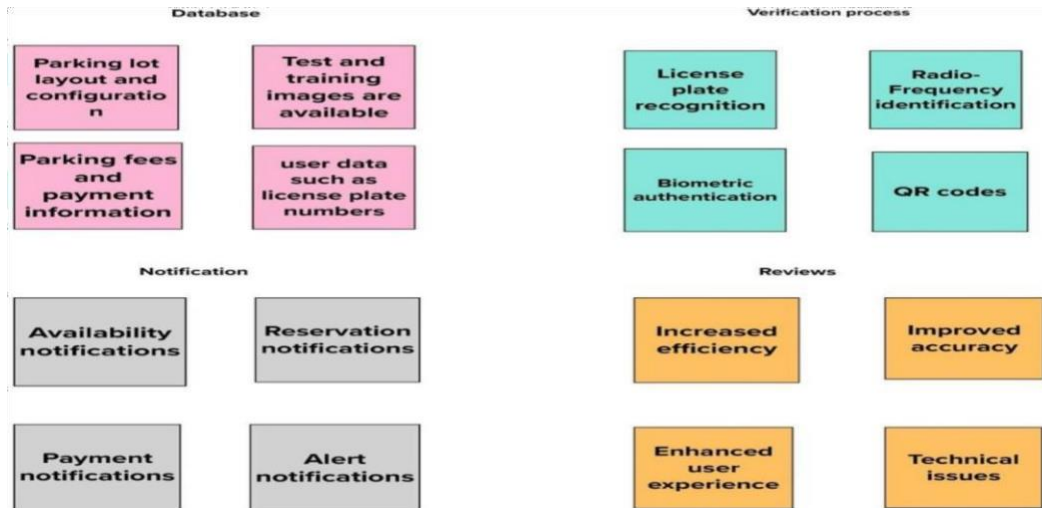 Database
Parking lot
layout and
configuratio
n
Test and
training
images are
available
Parking fees
and
payment
information
user data
such as
license plate
numbers
Verification process
License
plate
recognition
Radio-
Frequency
identification
Biometric
authentication
QR codes
Notification
Availability
notifications
Reservation
notifications
Payment
notifications
Alert
notifications
Reviews
Increased
efficiency
Improved
accuracy
Enhanced
user
experience
Technical
issues